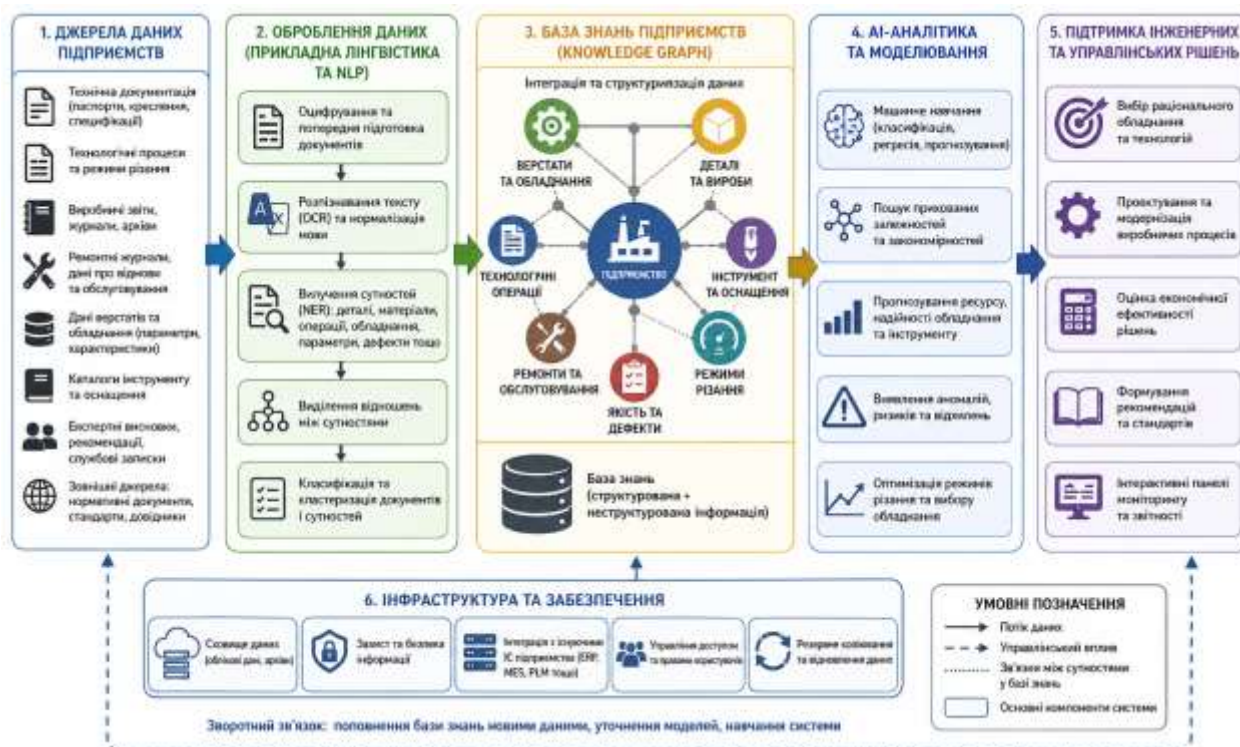 1. ДЖЕРЕЛА ДАНИХ
ПІДПРИЄМСТВ
Технічна документація
(паспорти, креслення,
специфікації)
Технологічні процеси
та режими різання
Виробничі звіти,
журнали, архіви
Ремонтні журнали,
дані про відмови
та обслуговування
Дані верстатів та
обладнання (параметри,
характеристики)
Каталоги інструменту
та оснащення
Експертні висновки,
рекомендації,
службові записки
Зовнішні джерела:
нормативні документи,
стандарти, довідники
2. ОБРОБЛЕННЯ ДАНИХ
(ПРИКЛАДНА ЛІНГВІСТИКА
ТА NLP)
Оцифрування та
попередня підготовка
документів
Розпізнавання тексту
(OCR) та нормалізація
мови
Вилучення сутностей
(NER): деталі, матеріали,
операції, обладнання,
параметри, дефекти тощо
Виділення відношень
між сутностями
Класифікація та
кластеризація документів
і сутностей
3. БАЗА ЗНАНЬ ПІДПРИЄМСТВ
(KNOWLEDGE GRAPH)
Інтеграція та структуризація даних
ВЕРСТАТИ
ТА ОБЛАДНАННЯ
ДЕТАЛІ
ТА ВИРОБИ
ТЕХНОЛОГІЧНІ
ОПЕРАЦІЇ
ПІДПРИЄМСТВО
ІНСТРУМЕНТ
ТА ОСНАЩЕННЯ
РЕМОНТИ ТА
ОБСЛУГОВУВАННЯ
ЯКІСТЬ ТА
ДЕФЕКТИ
РЕЖИМИ
РІЗАННЯ
База знань
(структурована +
неструктурована інформація)
4. AI-АНАЛІТИКА
ТА МОДЕЛЮВАННЯ
Машинне навчання
(класифікація,
регресія, прогнозування)
Пошук прихованих
залежностей
та закономірностей
Прогнозування ресурсу,
надійності обладнання
та інструменту
Виявлення аномалій,
ризиків та відхилень
Оптимізація режимів
різання та вибору
обладнання
5. ПІДТРИМКА ІНЖЕНЕРНИХ
ТА УПРАВЛІНСЬКИХ РІШЕНЬ
Вибір раціонального
обладнання
та технологій
Проектування та
модернізація
виробничих процесів
Оцінка економічної
ефективності
рішень
Формування
рекомендацій
та стандартів
Інтерактивні панелі
моніторингу
та звітності
6. ІНФРАСТРУКТУРА ТА ЗАБЕЗПЕЧЕННЯ
Сховище даних
(облікові дані, архіви)
Захист та безпека
інформації
Інтеграція з існуючими
ІС підприємства (ERP,
MES, PLM тощо)
Управління доступом
та правами користувачів
Резервне копіювання
та відновлення даних
УМОВНІ ПОЗНАЧЕННЯ
Потік даних
Управлінський вплив
Зв'язки між сутностями
у базі знань
Основні компоненти системи
Зворотний зв'язок: поповнення бази знань новими даними, уточнення моделей, навчання системи